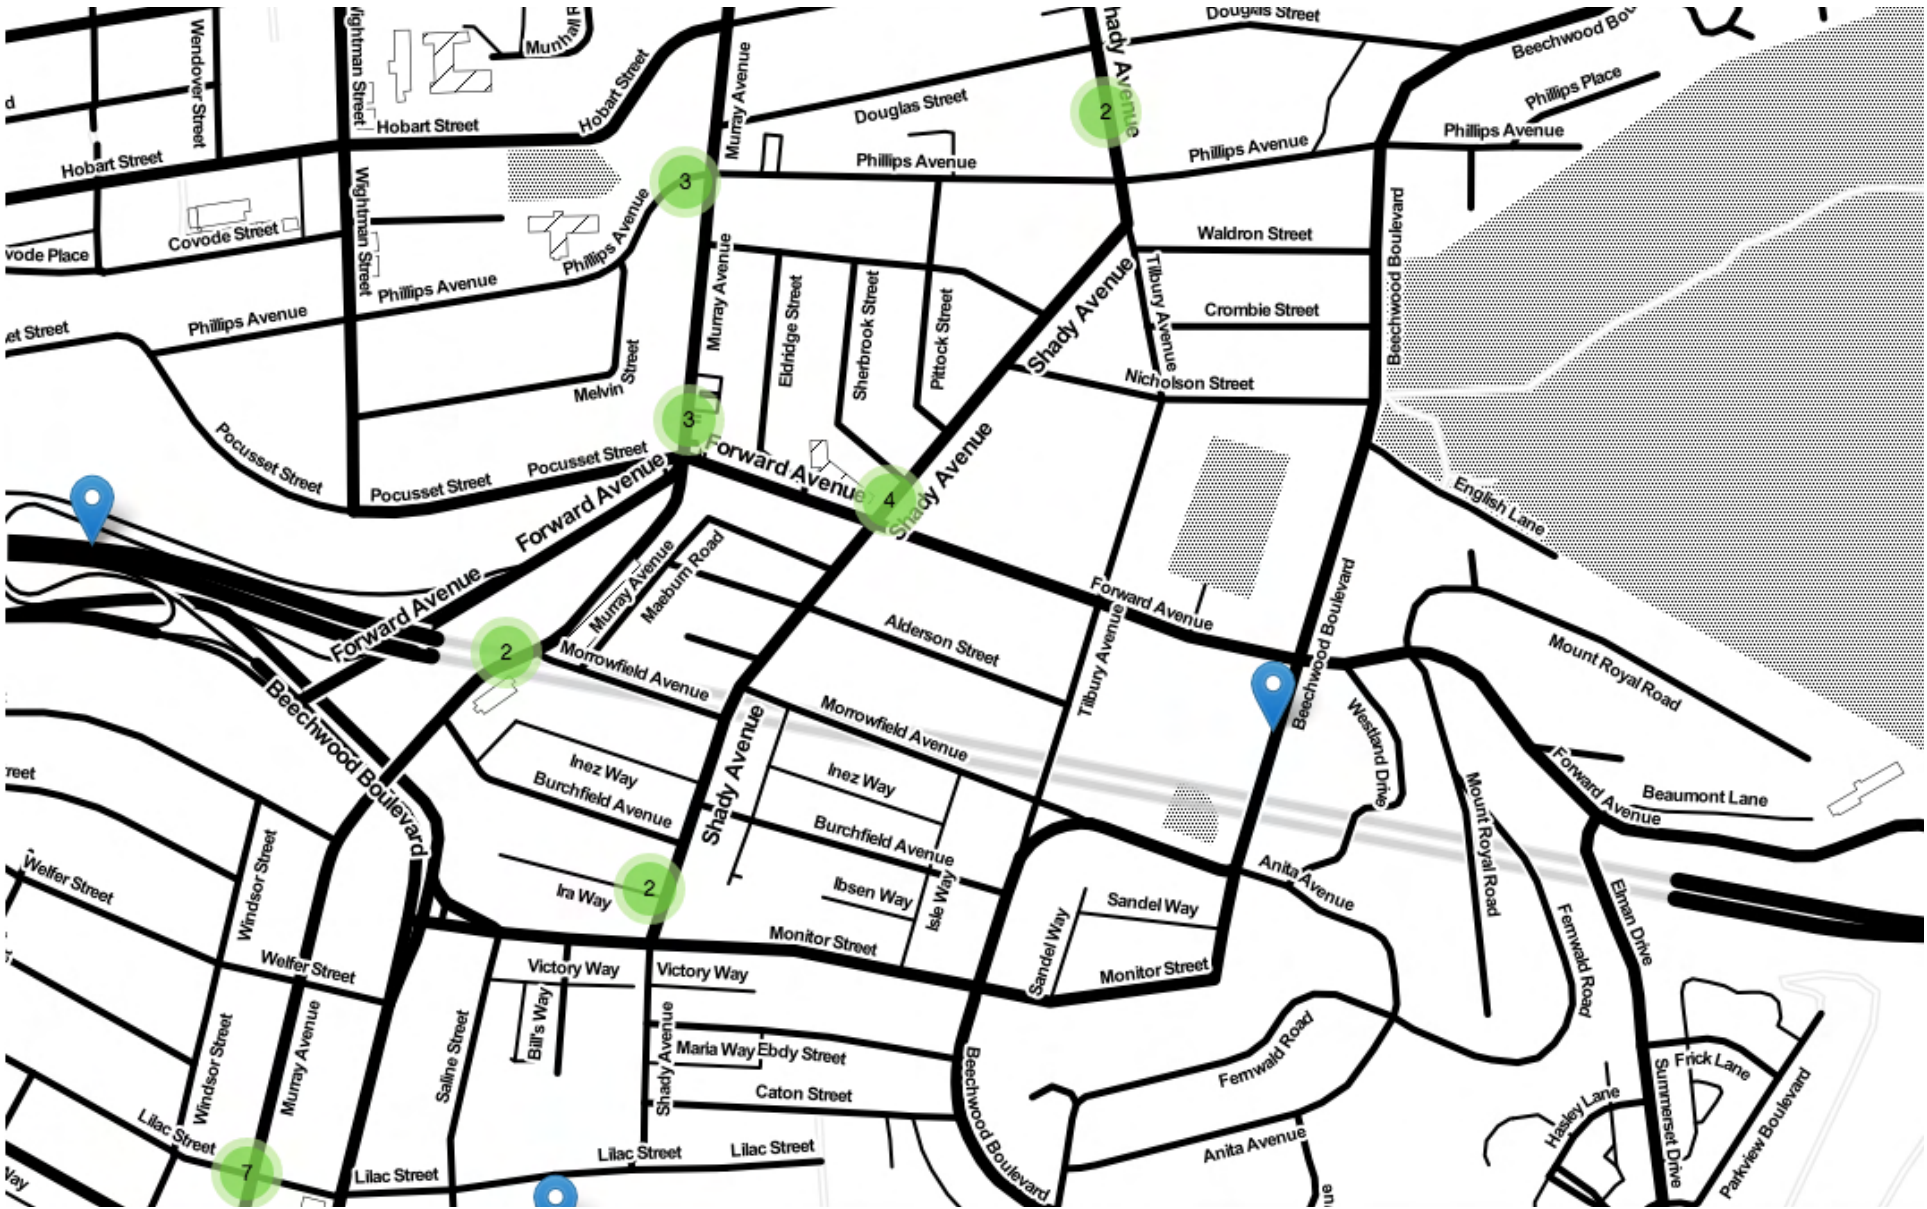 Douglas Street
Shady Avenue
Beechwood Bou
Munhall R
Wendover Street
Wightman Street
Hobart Street
Murray Avenue
Phillips Place
d
Douglas Street
2
Hobart Street
Phillips Avenue
Phillips Avenue
Phillips Avenue
Hobart Street
3
Wightman Street
Covode Street
Phillips Avenue
Waldron Street
Beechwood Boulevard
vode Place
Phillips Avenue
Murray Avenue
Eldridge Street
Sherbrook Street
Pittock Street
Shady Avenue
Tilbury Avenue
Crombie Street
et Street
Phillips Avenue
Melvin Street
Nicholson Street
3
Pocusset Street
Pocusset Street
Pocusset Street
Forward Avenue
Forward Avenue
4
Shady Avenue
English Lane
Forward Avenue
Murray Avenue
Maeburn Road
Forward Avenue
Beechwood Boulevard
2
Morrowfield Avenue
Alderson Street
Tilbury Avenue
Mount Royal Road
Beechwood Boulevard
Shady Avenue
Morrowfield Avenue
Westland Drive
reet
Inez Way
Inez Way
Forward Avenue
Beaumont Lane
Burchfield Avenue
Burchfield Avenue
Mount Royal Road
Windsor Street
Welfer Street
2
Ira Way
Ibsen Way
Isle Way
Anita Avenue
Sandel Way
Sandel Way
Elman Drive
Fernwald Road
Monitor Street
Monitor Street
Welfer Street
Victory Way
Victory Way
Windsor Street
Murray Avenue
Saline Street
Bill's Way
Shady Avenue
Maria Way
Ebdy Street
Caton Street
Beechwood Boulevard
Fernwald Road
Frick Lane
Hasley Lane
Summerset Drive
Parkview Boulevard
Lilac Street
7
Lilac Street
Lilac Street
Lilac Street
Anita Avenue
Way
ue